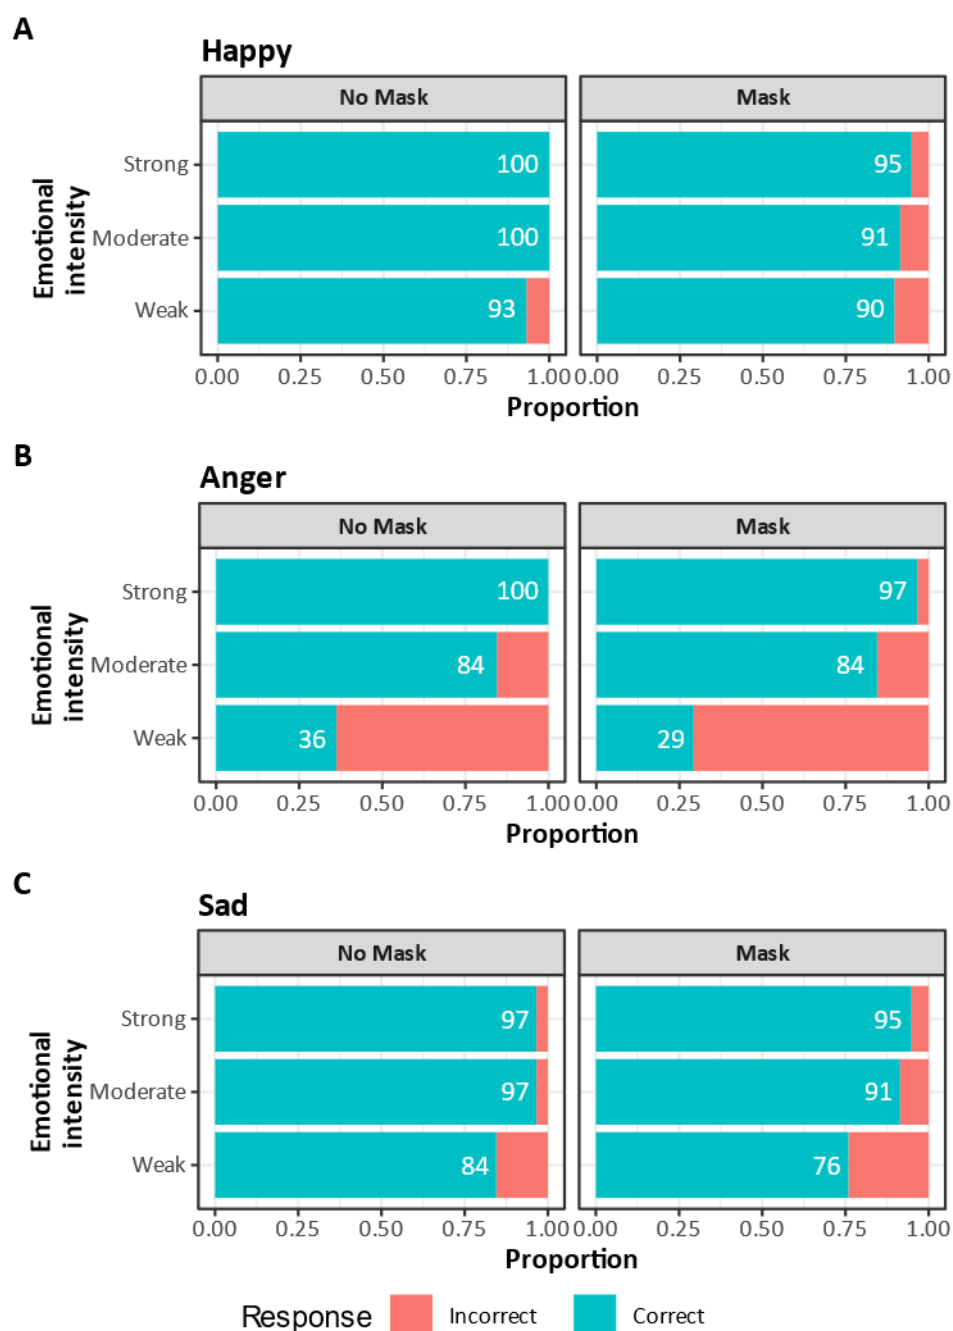 A
Happy
No Mask Mask
Emotional
intensity
Strong 100 95
Moderate 100 91
Weak 93 90
0.00 0.25 0.50 0.75 1.00 0.00 0.25 0.50 0.75 1.00
Proportion
B
Anger
No Mask Mask
Emotional
intensity
Strong 100 97
Moderate 84 84
Weak 36 29
0.00 0.25 0.50 0.75 1.00 0.00 0.25 0.50 0.75 1.00
Proportion
C
Sad
No Mask Mask
Emotional
intensity
Strong 97 95
Moderate 97 91
Weak 84 76
0.00 0.25 0.50 0.75 1.00 0.00 0.25 0.50 0.75 1.00
Proportion
Response Incorrect Correct